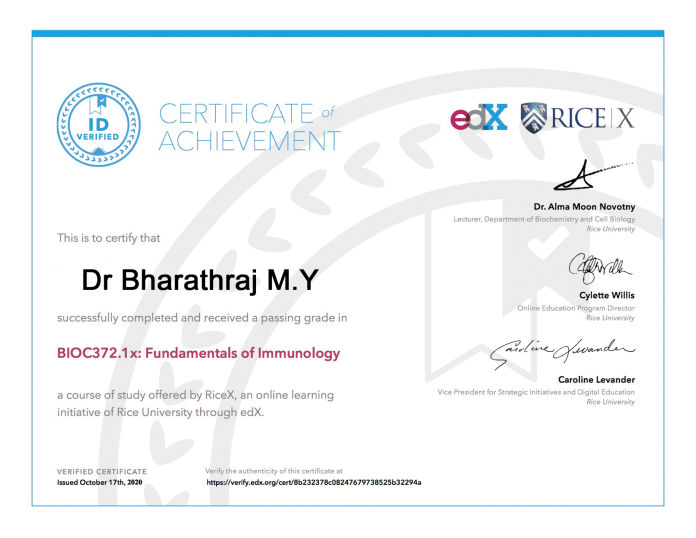 ID
VERIFIED
CERTIFICATE of
ACHIEVEMENT
edX RICE X
Dr. Alma Moon Novotny
Lecturer, Department of Biochemistry and Cell Biology
Rice University
This is to certify that
Dr Bharathraj M.Y
Cylette Willis
Online Education Program Director
Rice University
successfully completed and received a passing grade in
BIOC372.1x: Fundamentals of Immunology
Caroline Levander
Caroline Levander
Vice President for Strategic Initiatives and Digital Education
Rice University
a course of study offered by RiceX, an online learning
initiative of Rice University through edX.
VERIFIED CERTIFICATE
Issued October 17th, 2020
Verify the authenticity of this certificate at
https://verify.edx.org/cert/8b232378c08247679738525b32294a